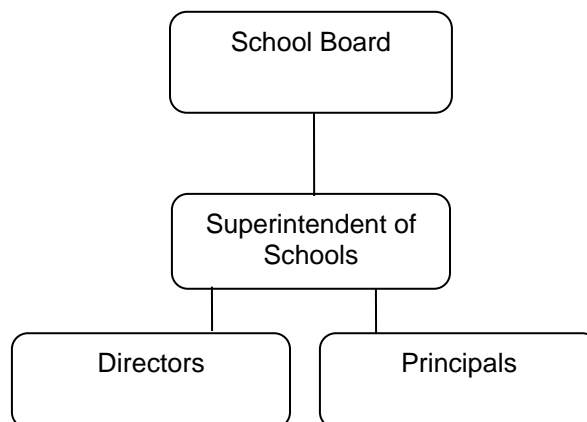 School Board
Superintendent of
Schools
Directors
Principals